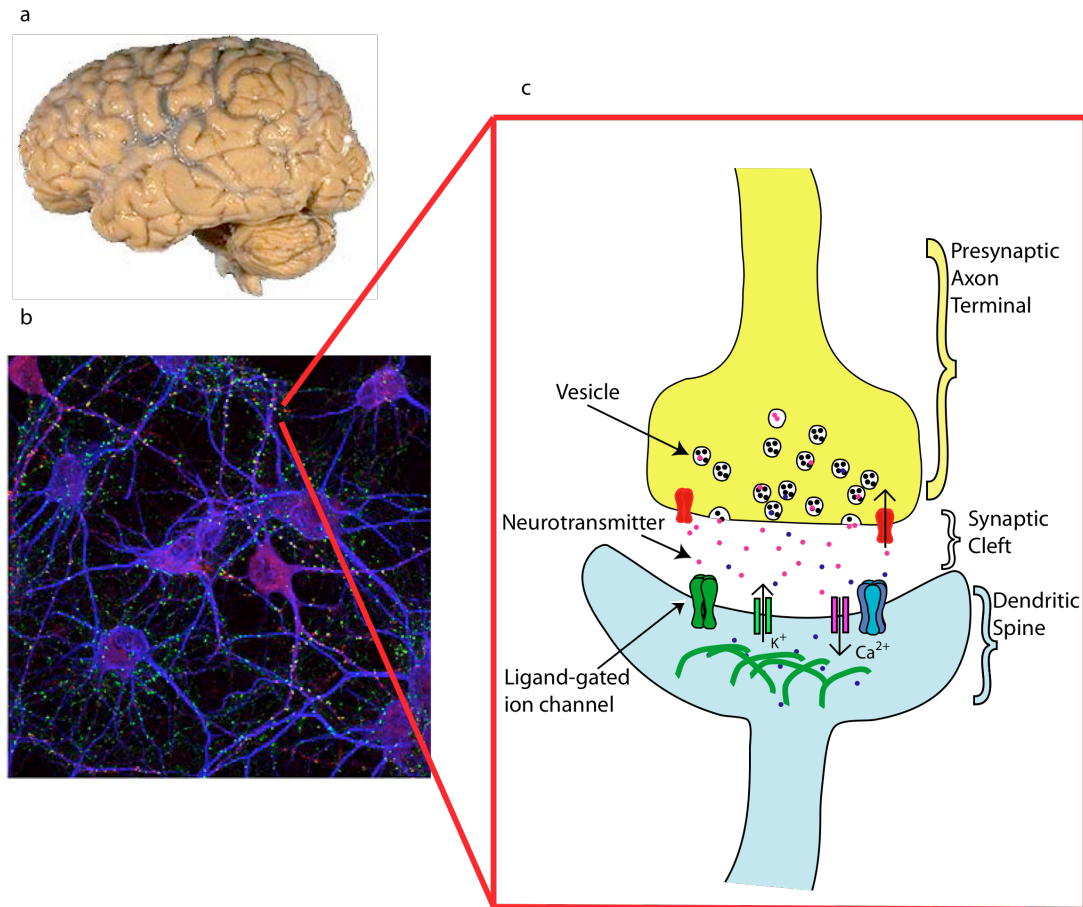 a
b
c
Presynaptic
Axon
Terminal
Vesicle
Neurotransmitter
Synaptic
Cleft
Dendritic
Spine
K⁺
Ca²⁺
Ligand-gated
ion channel